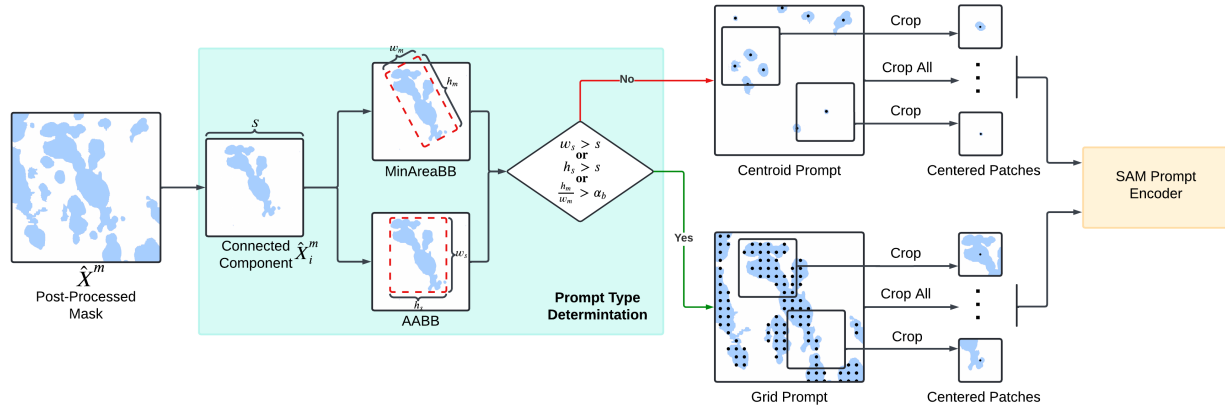 X̂^m
Post-Processed
Mask
s
Connected
Component X̂_i^m
w_m
h_m
MinAreaBB
w_s
h_s
AABB
Prompt Type
Determintation
w_s > s
or
h_s > s
or
h_m/w_m > α_b
No
Yes
Centroid Prompt
Crop
Crop All
Crop
Centered Patches
Grid Prompt
Crop
Crop All
Crop
Centered Patches
SAM Prompt
Encoder